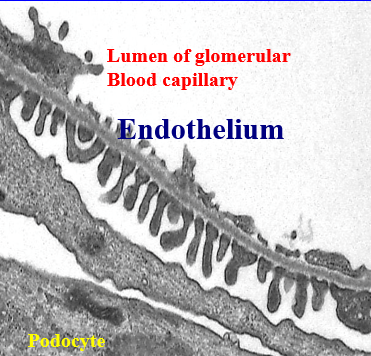 Lumen of glomerular
Blood capillary
Endothelium
Podocyte